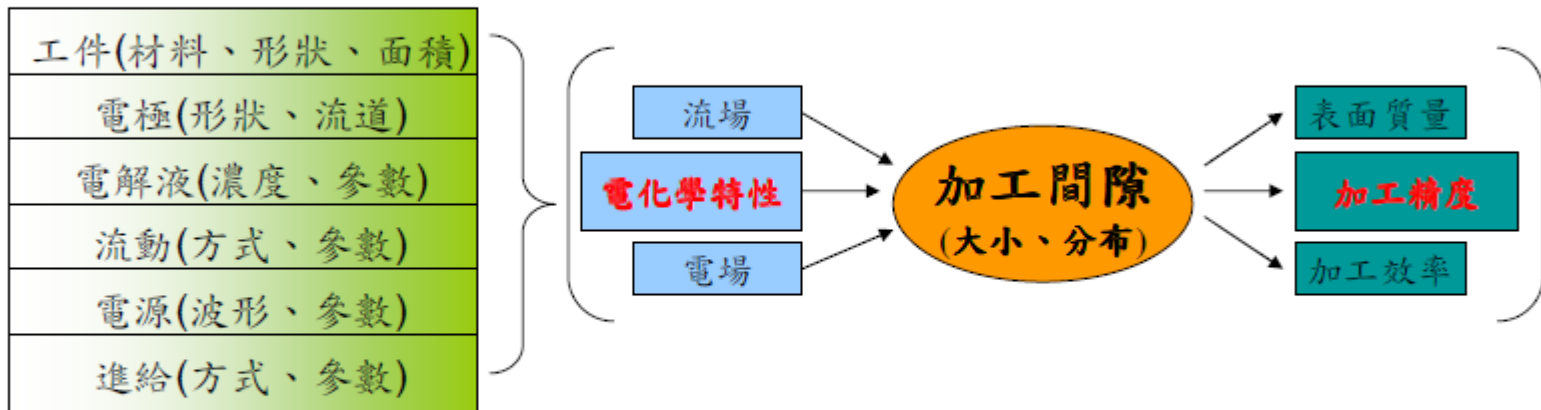 工件(材料、形狀、面積)
電極(形狀、流道)
電解液(濃度、參數)
流動(方式、參數)
電源(波形、參數)
進給(方式、參數)
流場
電化學特性
電場
加工間隙
(大小、分布)
表面質量
加工精度
加工效率